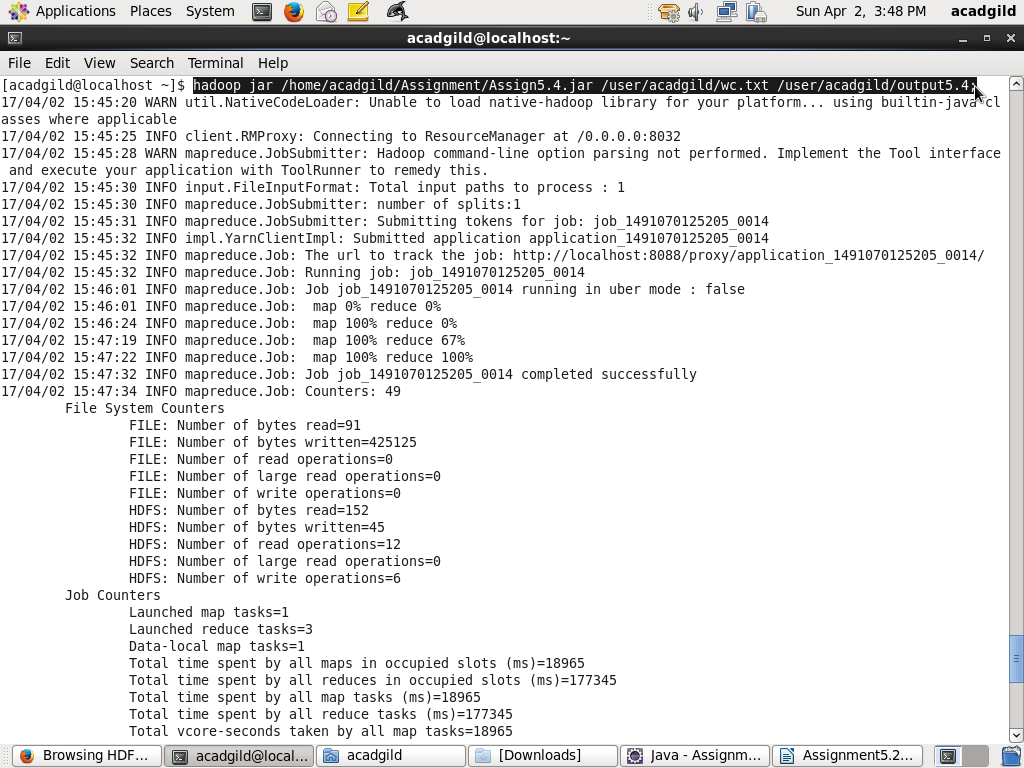 Applications Places System Sun Apr 2, 3:48 PM acadgild
acadgild@localhost:~
File Edit View Search Terminal Help
[acadgild@localhost ~]$ hadoop jar /home/acadgild/Assignment/Assign5.4.jar /user/acadgild/wc.txt /user/acadgild/output5.4;
17/04/02 15:45:20 WARN util.NativeCodeLoader: Unable to load native-hadoop library for your platform... using builtin-java-cl
asses where applicable
17/04/02 15:45:25 INFO client.RMProxy: Connecting to ResourceManager at /0.0.0.0:8032
17/04/02 15:45:28 WARN mapreduce.JobSubmitter: Hadoop command-line option parsing not performed. Implement the Tool interface
 and execute your application with ToolRunner to remedy this.
17/04/02 15:45:30 INFO input.FileInputFormat: Total input paths to process : 1
17/04/02 15:45:30 INFO mapreduce.JobSubmitter: number of splits:1
17/04/02 15:45:31 INFO mapreduce.JobSubmitter: Submitting tokens for job: job_1491070125205_0014
17/04/02 15:45:32 INFO impl.YarnClientImpl: Submitted application application_1491070125205_0014
17/04/02 15:45:32 INFO mapreduce.Job: The url to track the job: http://localhost:8088/proxy/application_1491070125205_0014/
17/04/02 15:45:32 INFO mapreduce.Job: Running job: job_1491070125205_0014
17/04/02 15:46:01 INFO mapreduce.Job: Job job_1491070125205_0014 running in uber mode : false
17/04/02 15:46:01 INFO mapreduce.Job:  map 0% reduce 0%
17/04/02 15:46:24 INFO mapreduce.Job:  map 100% reduce 0%
17/04/02 15:47:19 INFO mapreduce.Job:  map 100% reduce 67%
17/04/02 15:47:22 INFO mapreduce.Job:  map 100% reduce 100%
17/04/02 15:47:32 INFO mapreduce.Job: Job job_1491070125205_0014 completed successfully
17/04/02 15:47:34 INFO mapreduce.Job: Counters: 49
File System Counters
FILE: Number of bytes read=91
FILE: Number of bytes written=425125
FILE: Number of read operations=0
FILE: Number of large read operations=0
FILE: Number of write operations=0
HDFS: Number of bytes read=152
HDFS: Number of bytes written=45
HDFS: Number of read operations=12
HDFS: Number of large read operations=0
HDFS: Number of write operations=6
Job Counters
Launched map tasks=1
Launched reduce tasks=3
Data-local map tasks=1
Total time spent by all maps in occupied slots (ms)=18965
Total time spent by all reduces in occupied slots (ms)=177345
Total time spent by all map tasks (ms)=18965
Total time spent by all reduce tasks (ms)=177345
Total vcore-seconds taken by all map tasks=18965
Browsing HDF... acadgild@local... acadgild [Downloads] Java - Assignm... Assignment5.2...